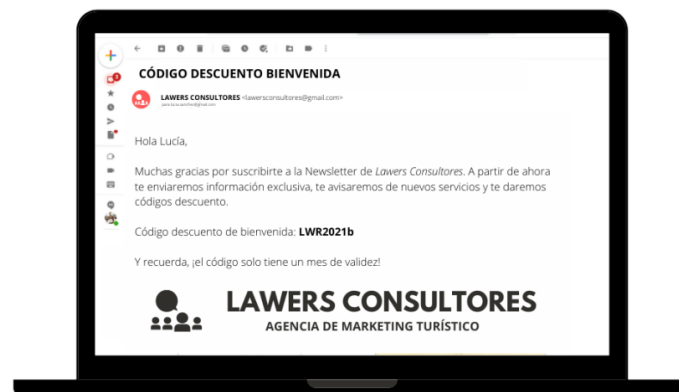 CÓDIGO DESCUENTO BIENVENIDA
LAWERS CONSULTORES <lawersconsultores@gmail.com>
Hola Lucía,
Muchas gracias por suscribirte a la Newsletter de Lawers Consultores. A partir de ahora
te enviaremos información exclusiva, te avisaremos de nuevos servicios y te daremos
códigos descuento.
Código descuento de bienvenida: LWR2021b
Y recuerda, ¡el código solo tiene un mes de validez!
LAWERS CONSULTORES
AGENCIA DE MARKETING TURÍSTICO